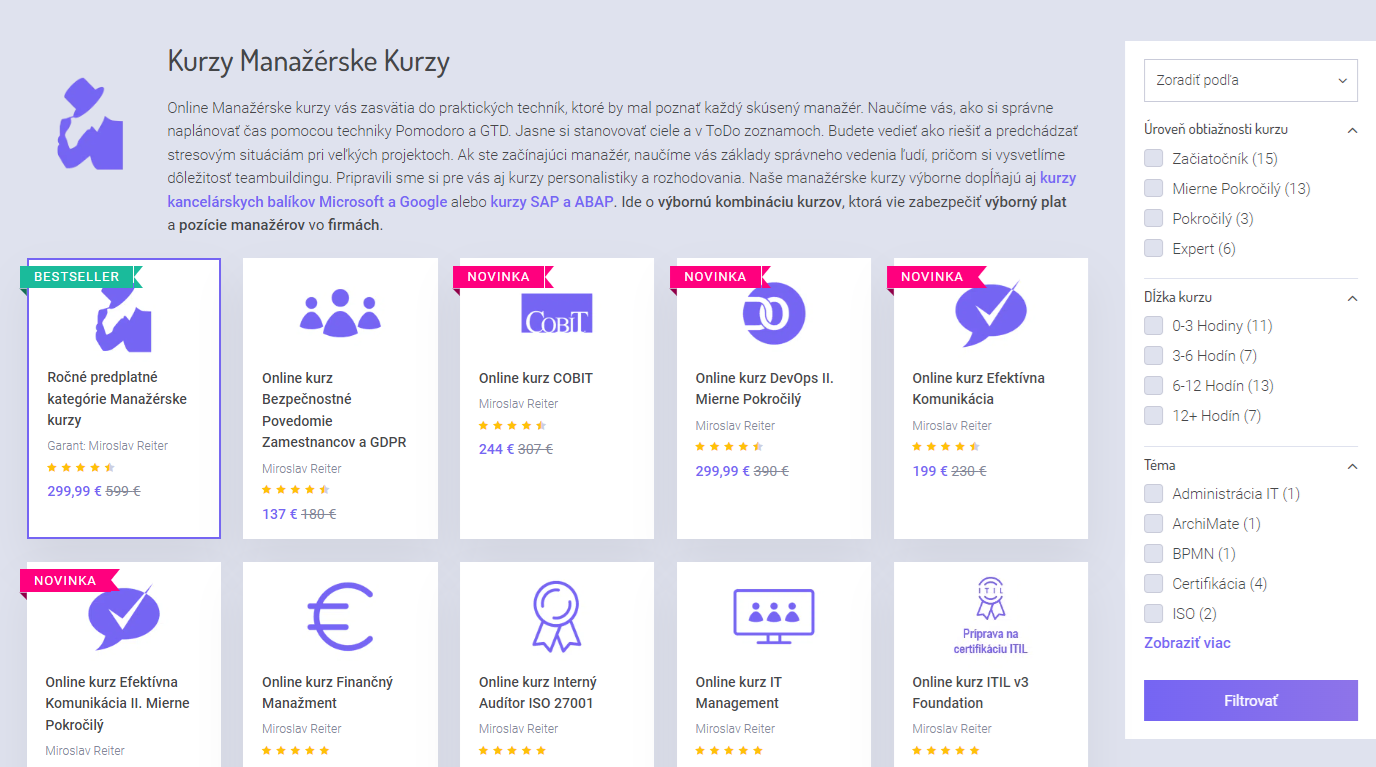 Kurzy Manažérske Kurzy
Online Manažérske kurzy vás zasvätia do praktických techník, ktoré by mal poznať každý skúsený manažér. Naučíme vás, ako si správne
naplánovať čas pomocou techniky Pomodoro a GTD. Jasne si stanovovať ciele a v ToDo zoznamoch. Budete vedieť ako riešiť a predchádzať
stresovým situáciám pri veľkých projektoch. Ak ste začínajúci manažér, naučíme vás základy správneho vedenia ľudí, pričom si vysvetlíme
dôležitosť teambuildingu. Pripravili sme si pre vás aj kurzy personalistiky a rozhodovania. Naše manažérske kurzy výborne dopĺňajú aj kurzy
kancelárskych balíkov Microsoft a Google alebo kurzy SAP a ABAP. Ide o výbornú kombináciu kurzov, ktorá vie zabezpečiť výborný plat
a pozície manažérov vo firmách.
BESTSELLER
Ročné predplatné
kategórie Manažérske
kurzy
Garant: Miroslav Reiter
299,99 € 599 €
Online kurz
Bezpečnostné
Povedomie
Zamestnancov a GDPR
Miroslav Reiter
137 € 180 €
NOVINKA
COBIT
Online kurz COBIT
Miroslav Reiter
244 € 307 €
NOVINKA
DO
Online kurz DevOps II.
Mierne Pokročilý
Miroslav Reiter
299,99 € 390 €
NOVINKA
Online kurz Efektívna
Komunikácia
Miroslav Reiter
199 € 230 €
NOVINKA
Online kurz Efektívna
Komunikácia II. Mierne
Pokročilý
Miroslav Reiter
Online kurz Finančný
Manažment
Miroslav Reiter
Online kurz Interný
Audítor ISO 27001
Miroslav Reiter
Online kurz IT
Management
Miroslav Reiter
ITIL
Príprava na
certifikáciu ITIL
Online kurz ITIL v3
Foundation
Miroslav Reiter
Zoradiť podľa
Úroveň obtiažnosti kurzu
Začiatočník (15)
Mierne Pokročilý (13)
Pokročilý (3)
Expert (6)
Dĺžka kurzu
0-3 Hodiny (11)
3-6 Hodín (7)
6-12 Hodín (13)
12+ Hodín (7)
Téma
Administrácia IT (1)
ArchiMate (1)
BPMN (1)
Certifikácia (4)
ISO (2)
Zobraziť viac
Filtrovať